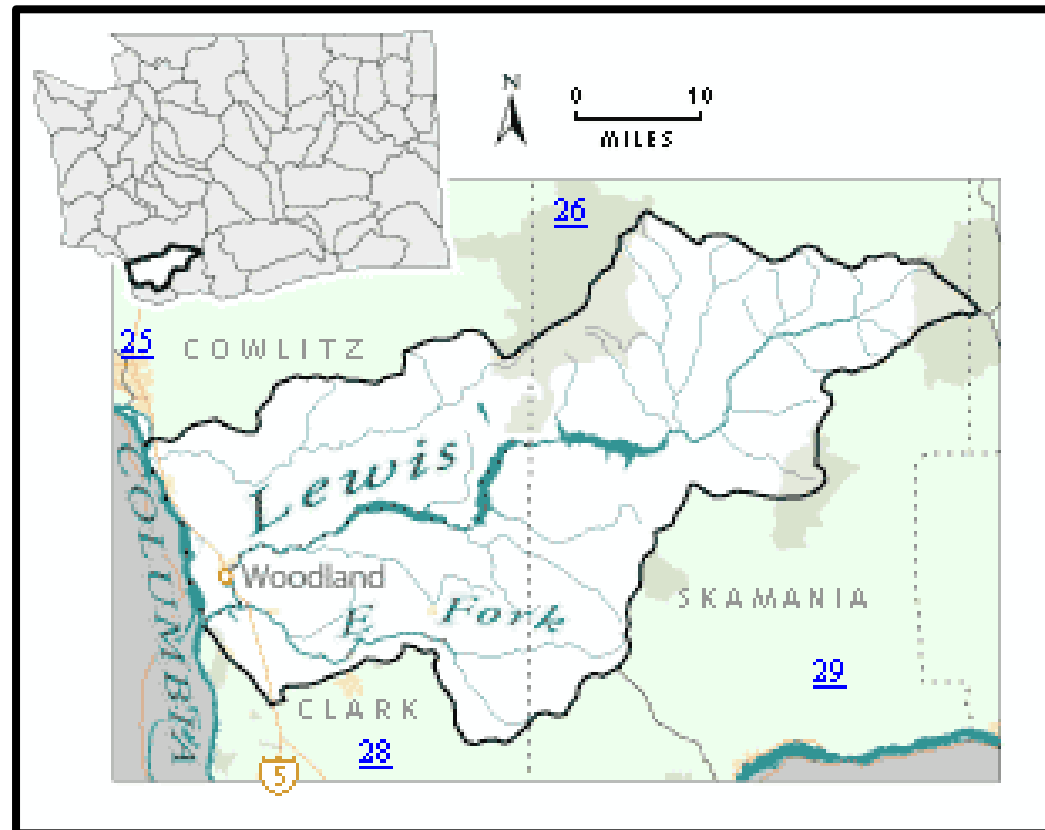 N
0 10
MILES
26
25
COWLITZ
Lewis
COLUMBIA
Woodland
E Fork
SKAMANIA
29
CLARK
28
5